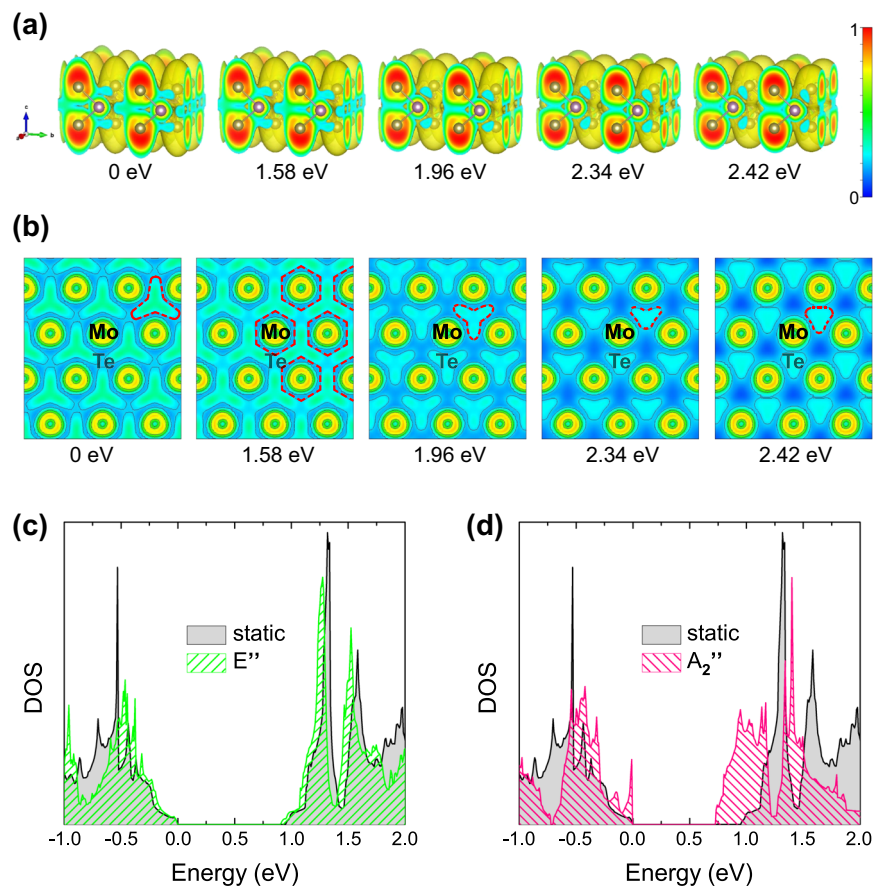 (a)
1
0
c
b
0 eV 1.58 eV 1.96 eV 2.34 eV 2.42 eV
(b)
Mo Mo Mo Mo Mo
Te Te Te Te Te
0 eV 1.58 eV 1.96 eV 2.34 eV 2.42 eV
(c)
DOS
static
E''
-1.0 -0.5 0.0 0.5 1.0 1.5 2.0
Energy (eV)
(d)
DOS
static
A₂''
-1.0 -0.5 0.0 0.5 1.0 1.5 2.0
Energy (eV)